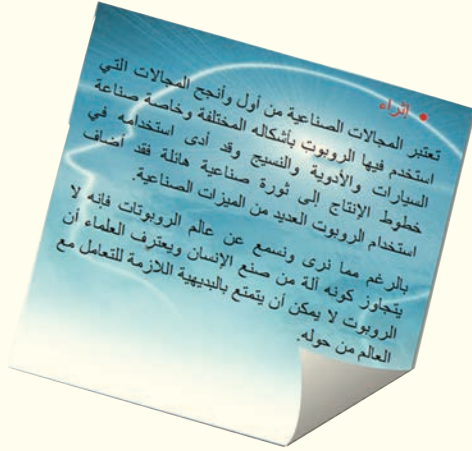 • إثراء
تعتبر المجالات الصناعية من أول وأنجح المجالات التي
استخدم فيها الروبوت بأشكاله المختلفة وخاصة صناعة
السيارات والأدوية والنسيج وقد أدى استخدامه في
خطوط الإنتاج إلى ثورة صناعية هائلة فقد أضاف
استخدام الروبوت العديد من الميزات الصناعية.
بالرغم مما نرى ونسمع عن عالم الروبوتات فإنه لا
يتجاوز كونه آلة من صنع الإنسان ويعترف العلماء أن
الروبوت لا يمكن أن يتمتع بالبديهية اللازمة للتعامل مع
العالم من حوله.